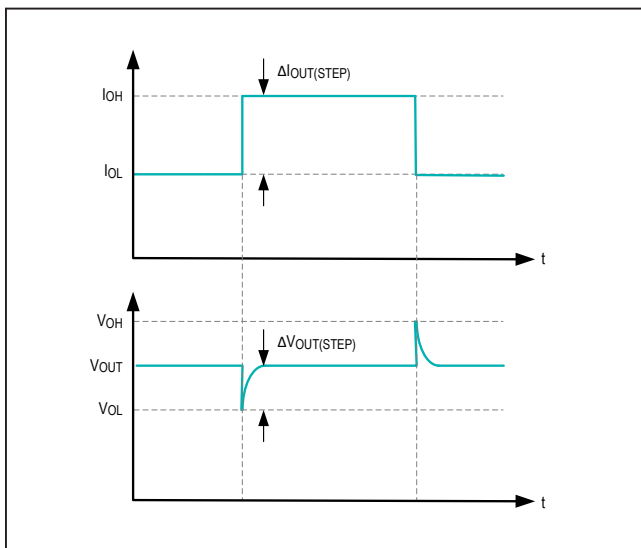 ΔIOUT(STEP)
IOH
IOL
t
VOH
ΔVOUT(STEP)
VOUT
VOL
t